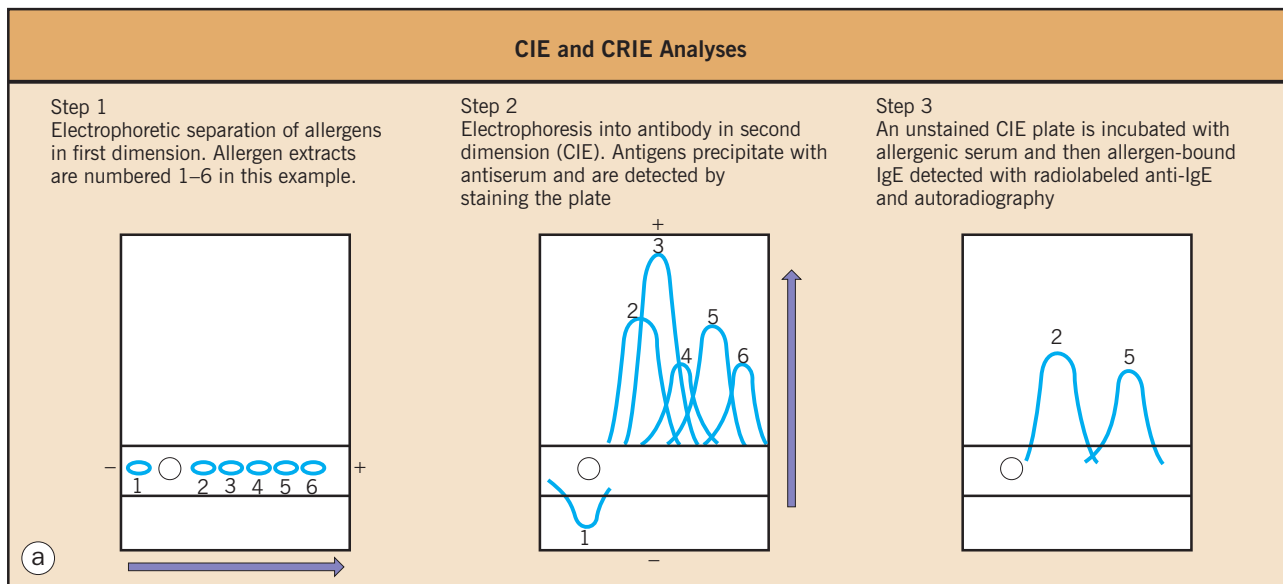 CIE and CRIE Analyses
Step 1
Electrophoretic separation of allergens
in first dimension. Allergen extracts
are numbered 1–6 in this example.
–
1
2
3
4
5
6
+
Step 2
Electrophoresis into antibody in second
dimension (CIE). Antigens precipitate with
antiserum and are detected by
staining the plate
+
3
2
5
4
6
1
–
Step 3
An unstained CIE plate is incubated with
allergenic serum and then allergen-bound
IgE detected with radiolabeled anti-IgE
and autoradiography
2
5
a